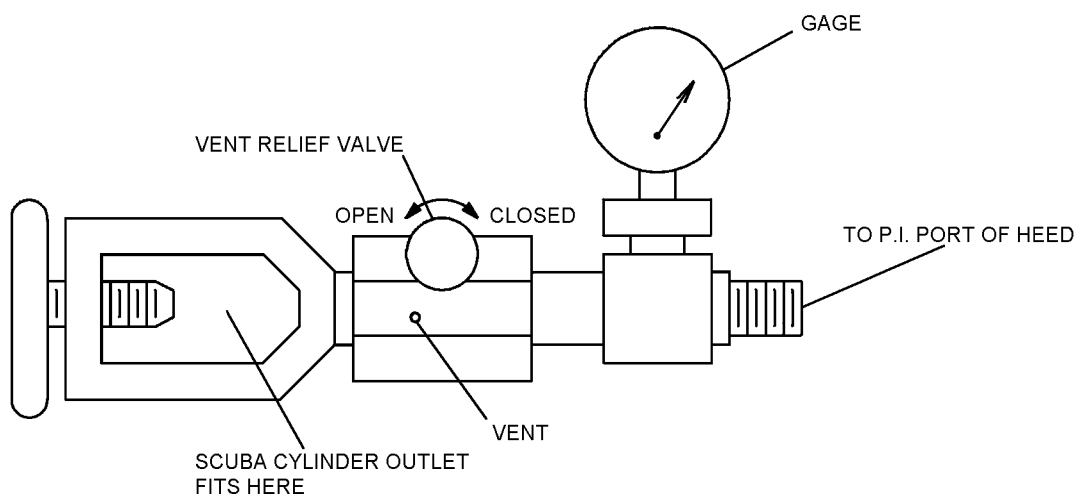 GAGE
VENT RELIEF VALVE
OPEN
CLOSED
TO P.I. PORT OF HEED
VENT
SCUBA CYLINDER OUTLET
FITS HERE